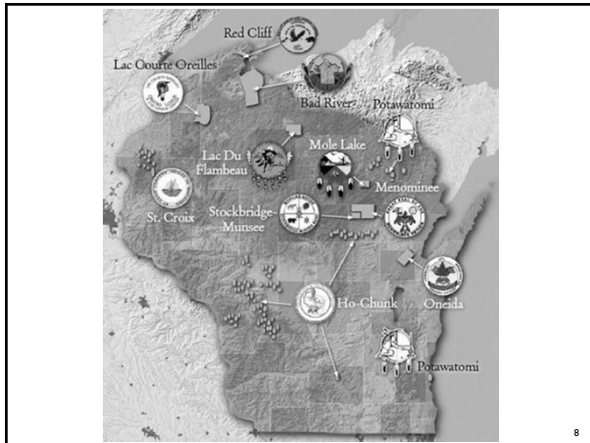 Red Cliff
Lac Courte Oreilles
Bad River
Potawatomi
Lac Du
Flambeau
Mole Lake
Menominee
St. Croix
Stockbridge-
Munsee
Ho-Chunk
Oneida
Potawatomi
8